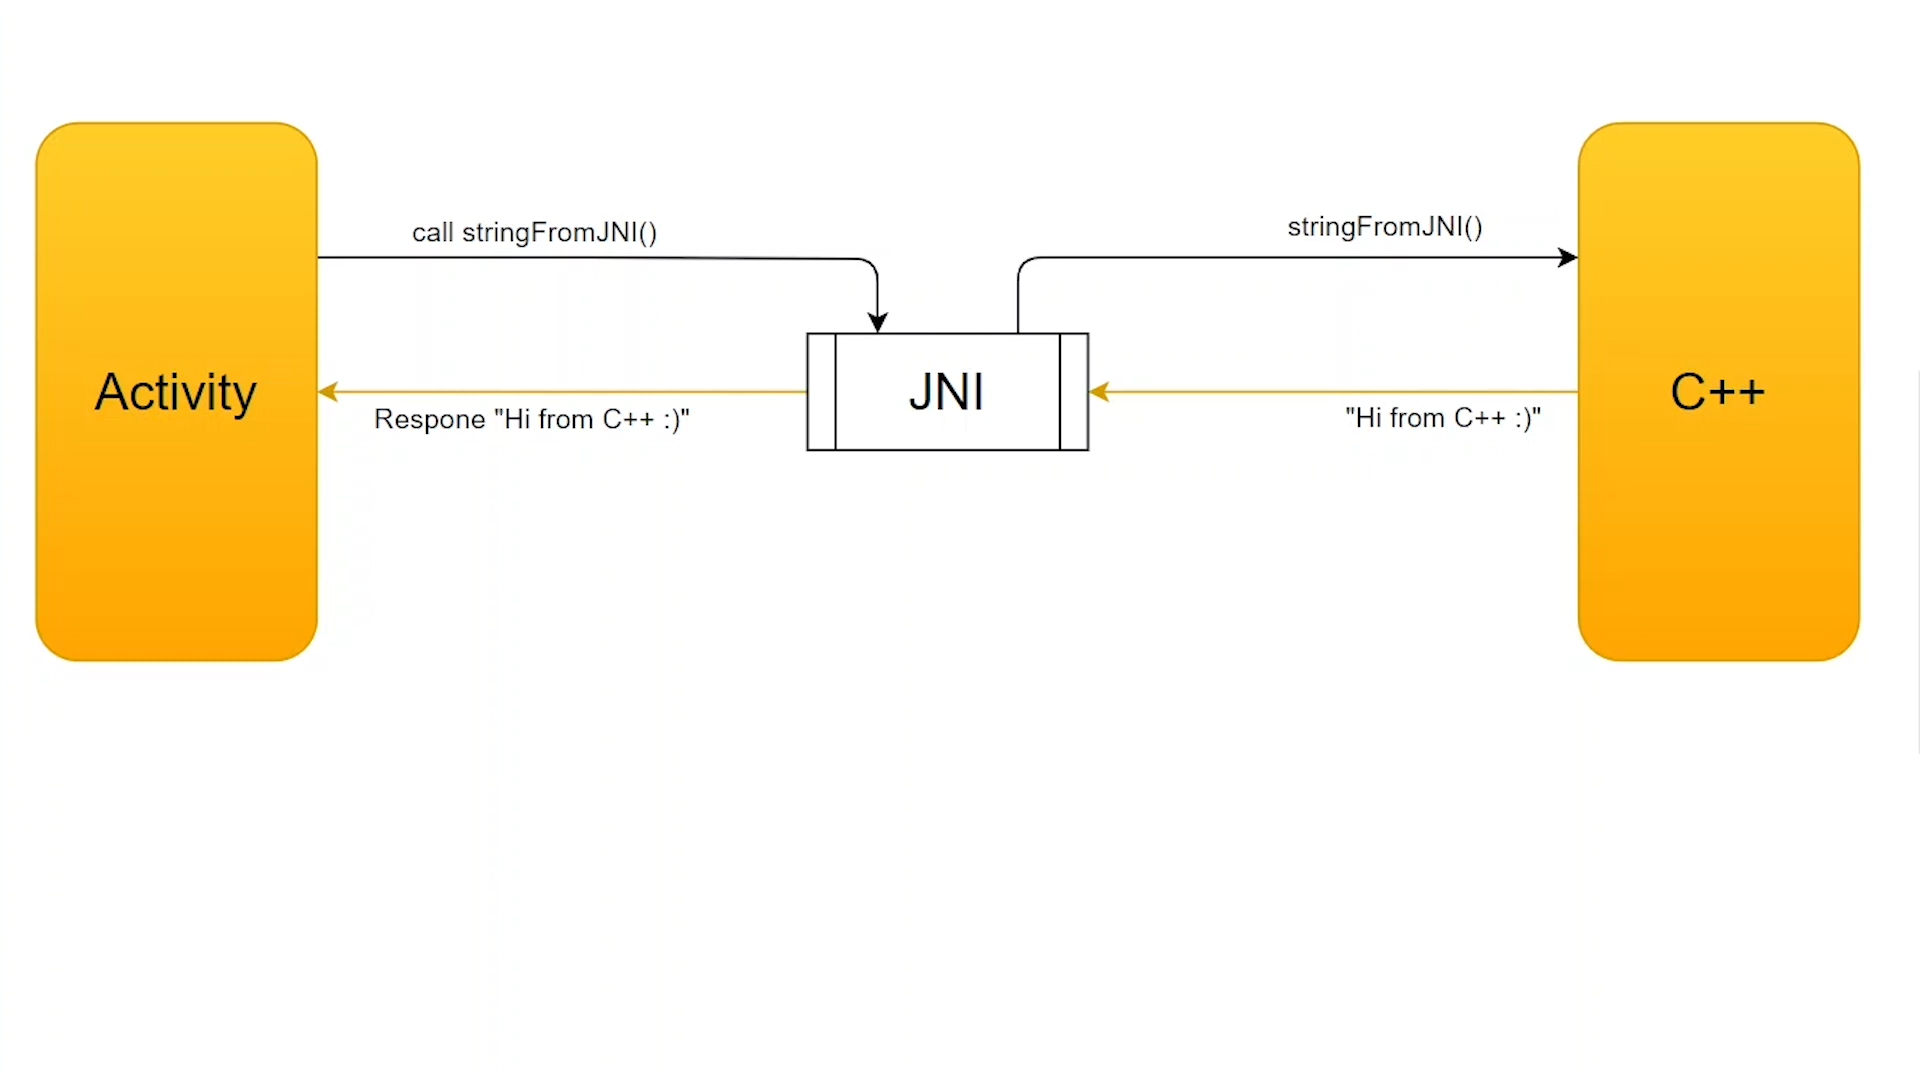 call stringFromJNI()
stringFromJNI()
Activity
JNI
C++
Respone "Hi from C++ :)"
"Hi from C++ :)"